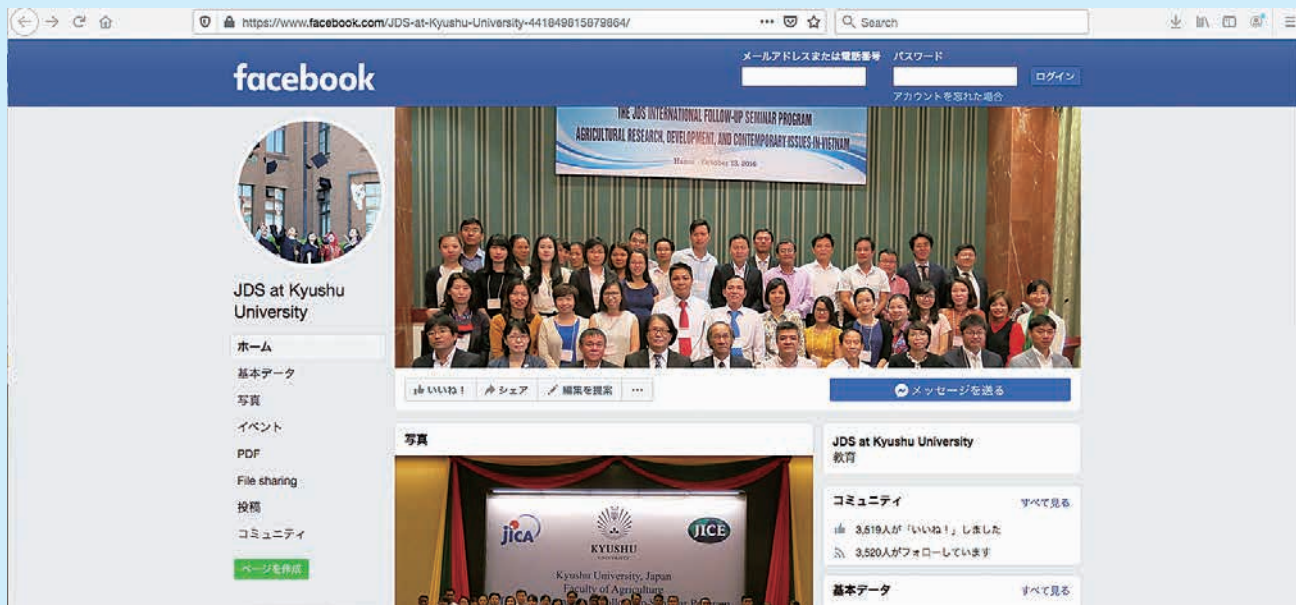 https://www.facebook.com/JDS-at-Kyushu-University-441849815879864/
Search
facebook
メールアドレスまたは電話番号
パスワード
ログイン
アカウントを忘れた場合
THE JDS INTERNATIONAL FOLLOW-UP SEMINAR PROGRAM
AGRICULTURAL RESEARCH, DEVELOPMENT, AND CONTEMPORARY ISSUES IN VIETNAM
Hanoi - October 13, 2016
JDS at Kyushu
University
ホーム
基本データ
写真
イベント
PDF
File sharing
投稿
コミュニティ
ページを作成
いいね！
シェア
編集を提案
メッセージを送る
写真
jICA
KYUSHU
UNIVERSITY
JICE
Kyushu University, Japan
Faculty of Agriculture
Program
JDS at Kyushu University
教育
コミュニティ
すべて見る
3,519人が「いいね！」しました
3,520人がフォローしています
基本データ
すべて見る